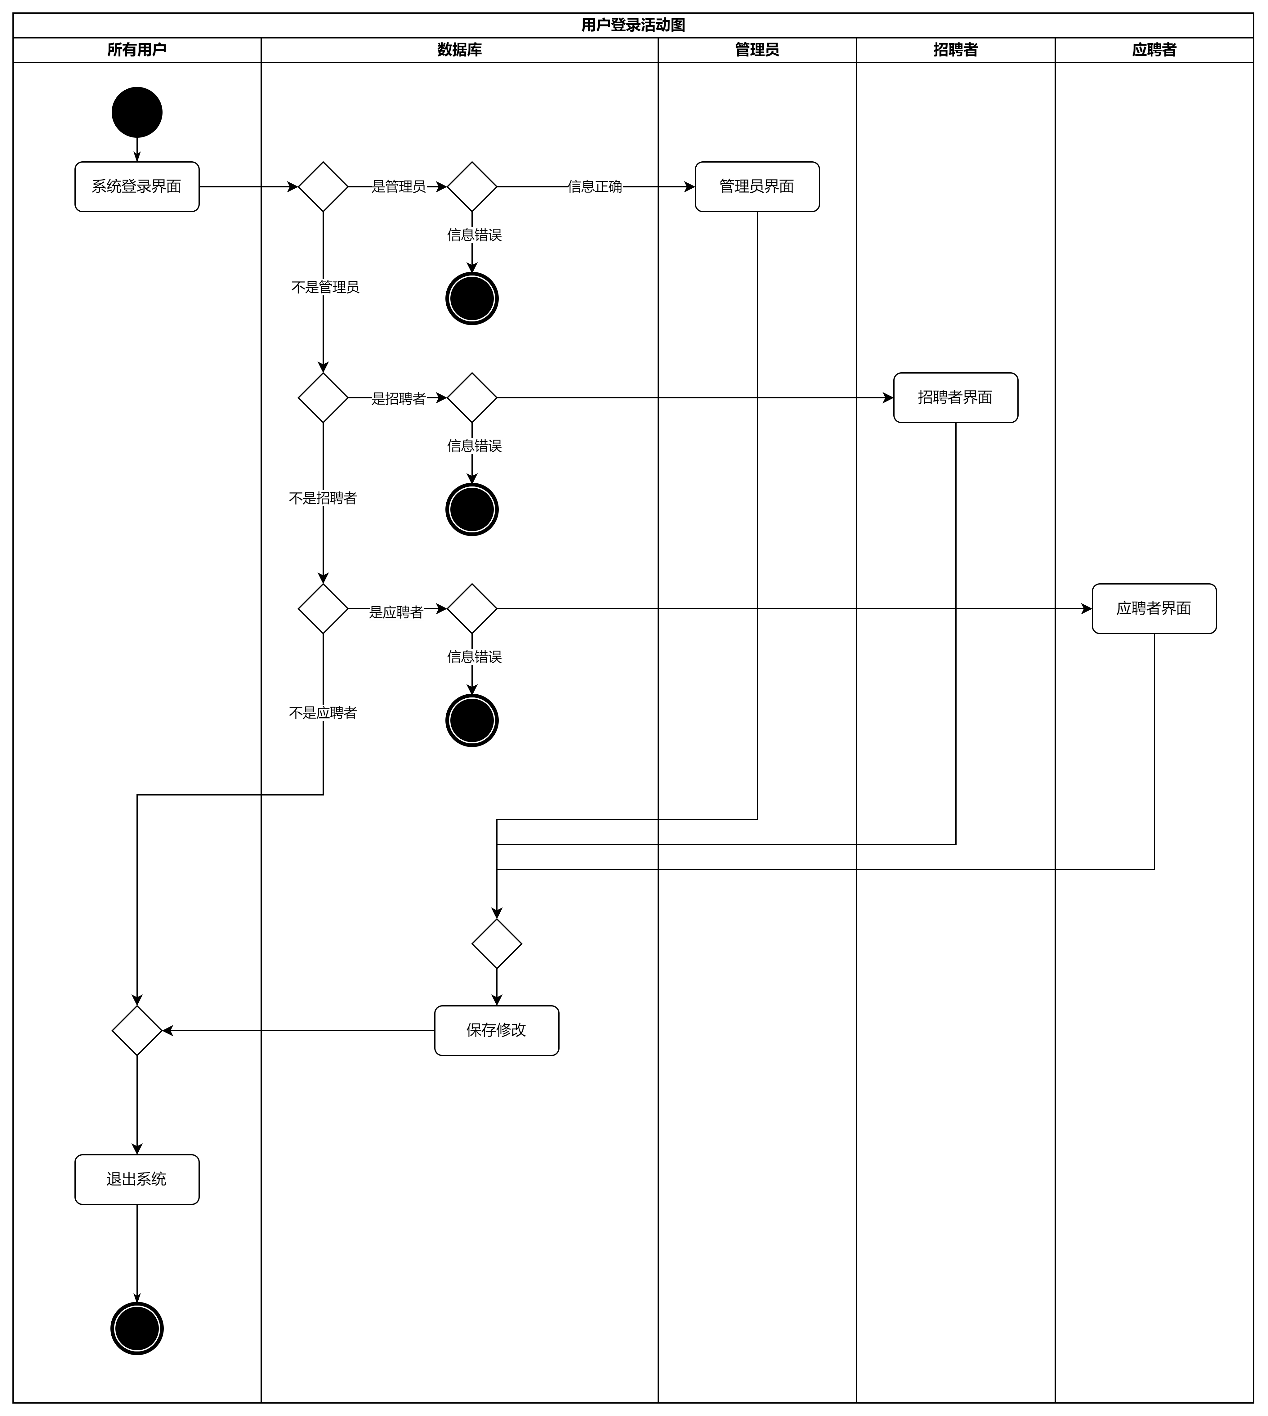 用户登录活动图
所有用户
数据库
管理员
招聘者
应聘者
系统登录界面
是管理员
信息正确
管理员界面
信息错误
不是管理员
是招聘者
招聘者界面
信息错误
不是招聘者
是应聘者
应聘者界面
信息错误
不是应聘者
保存修改
退出系统